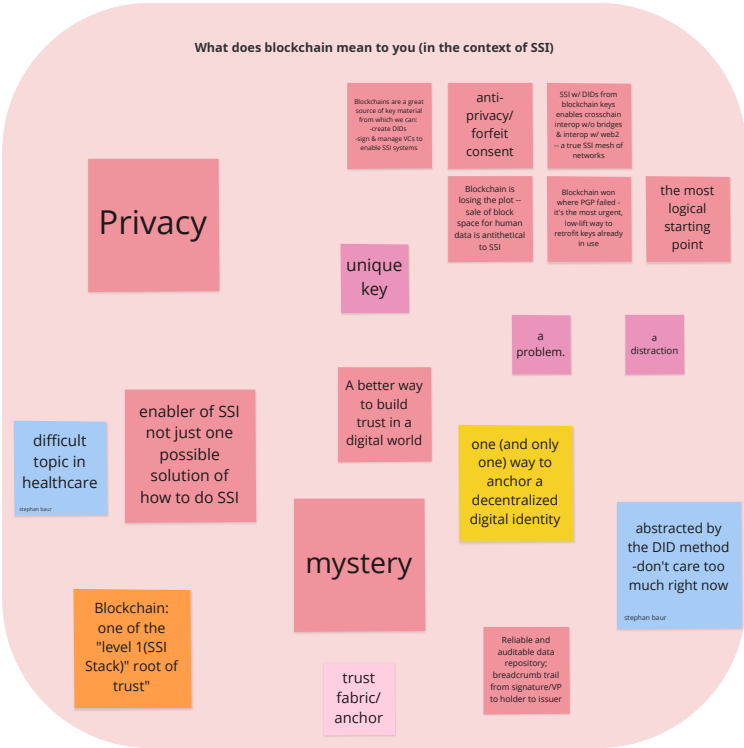 What does blockchain mean to you (in the context of SSI)
Blockchains are a great
source of key material
from which we can:
-create DIDs
-sign & manage VCs to
enable SSI systems
anti-
privacy/
forfeit
consent
SSI w/ DIDs from
blockchain keys
enables crosschain
interop w/o bridges
& interop w/ web2
-- a true SSI mesh of
networks
Privacy
Blockchain is
losing the plot --
sale of block
space for human
data is antithetical
to SSI
Blockchain won
where PGP failed -
it's the most urgent,
low-lift way to
retrofit keys already
in use
the most
logical
starting
point
unique
key
a
problem.
a
distraction
A better way
to build
trust in a
digital world
enabler of SSI
not just one
possible
solution of
how to do SSI
difficult
topic in
healthcare
stephan baur
one (and only
one) way to
anchor a
decentralized
digital identity
mystery
abstracted by
the DID method
-don't care too
much right now
stephan baur
Blockchain:
one of the
"level 1(SSI
Stack)" root of
trust"
Reliable and
auditable data
repository;
breadcrumb trail
from signature/VP
to holder to issuer
trust
fabric/
anchor